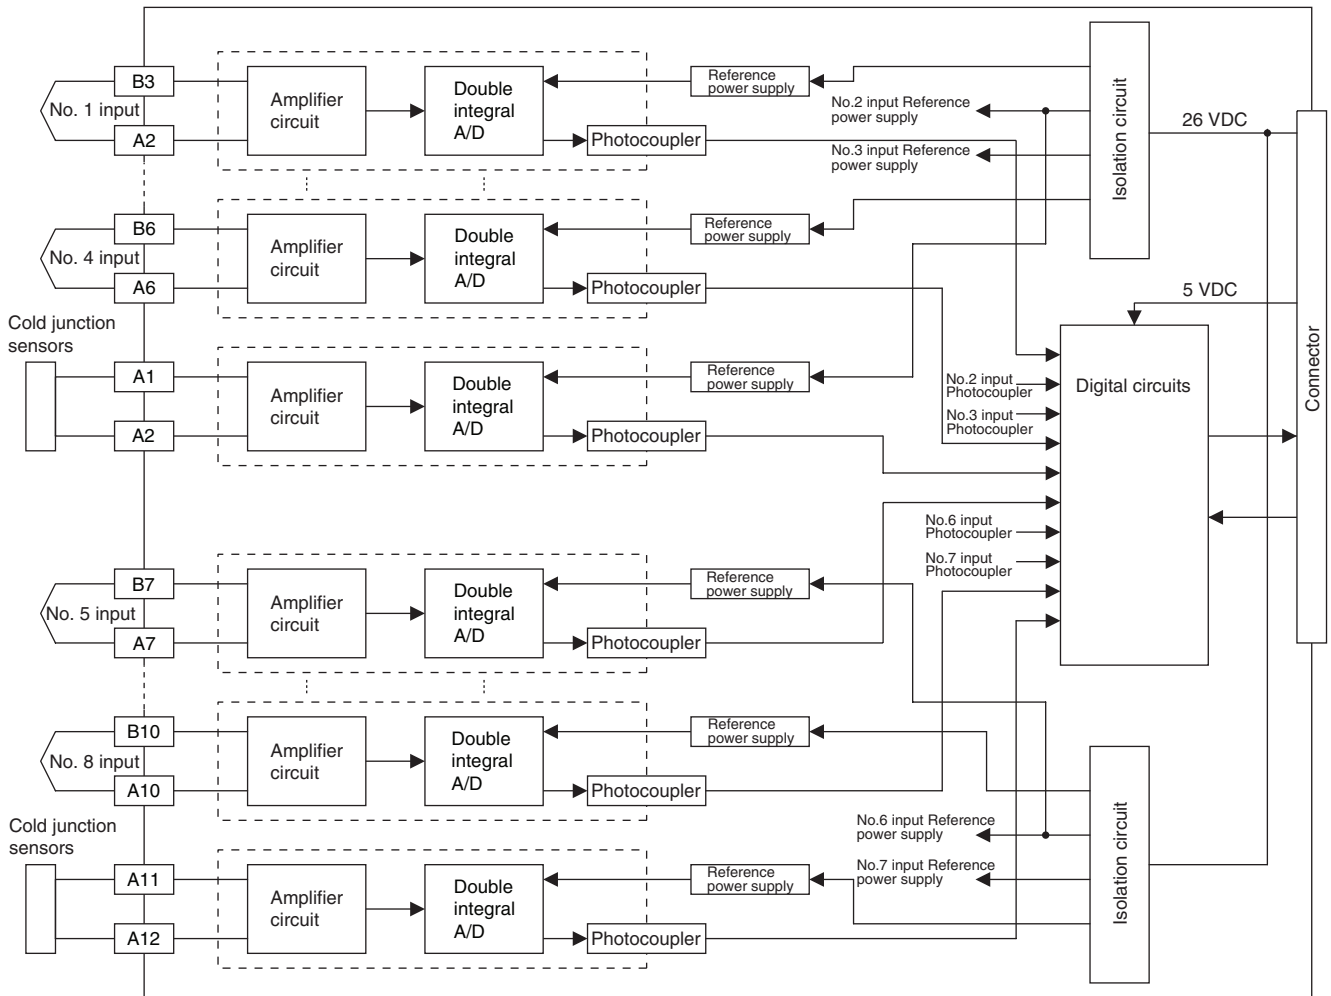 B3
No. 1 input
A2
Amplifier
circuit
Double
integral
A/D
Photocoupler
Reference
power supply
No.2 input Reference
power supply
No.3 input Reference
power supply
Isolation circuit
26 VDC
B6
No. 4 input
A6
Amplifier
circuit
Double
integral
A/D
Photocoupler
Reference
power supply
5 VDC
Connector
Cold junction
sensors
A1
A2
Amplifier
circuit
Double
integral
A/D
Photocoupler
Reference
power supply
No.2 input
Photocoupler
No.3 input
Photocoupler
Digital circuits
No.6 input
Photocoupler
No.7 input
Photocoupler
B7
No. 5 input
A7
Amplifier
circuit
Double
integral
A/D
Photocoupler
Reference
power supply
B10
No. 8 input
A10
Amplifier
circuit
Double
integral
A/D
Photocoupler
Reference
power supply
No.6 input Reference
power supply
No.7 input Reference
power supply
Isolation circuit
Cold junction
sensors
A11
A12
Amplifier
circuit
Double
integral
A/D
Photocoupler
Reference
power supply